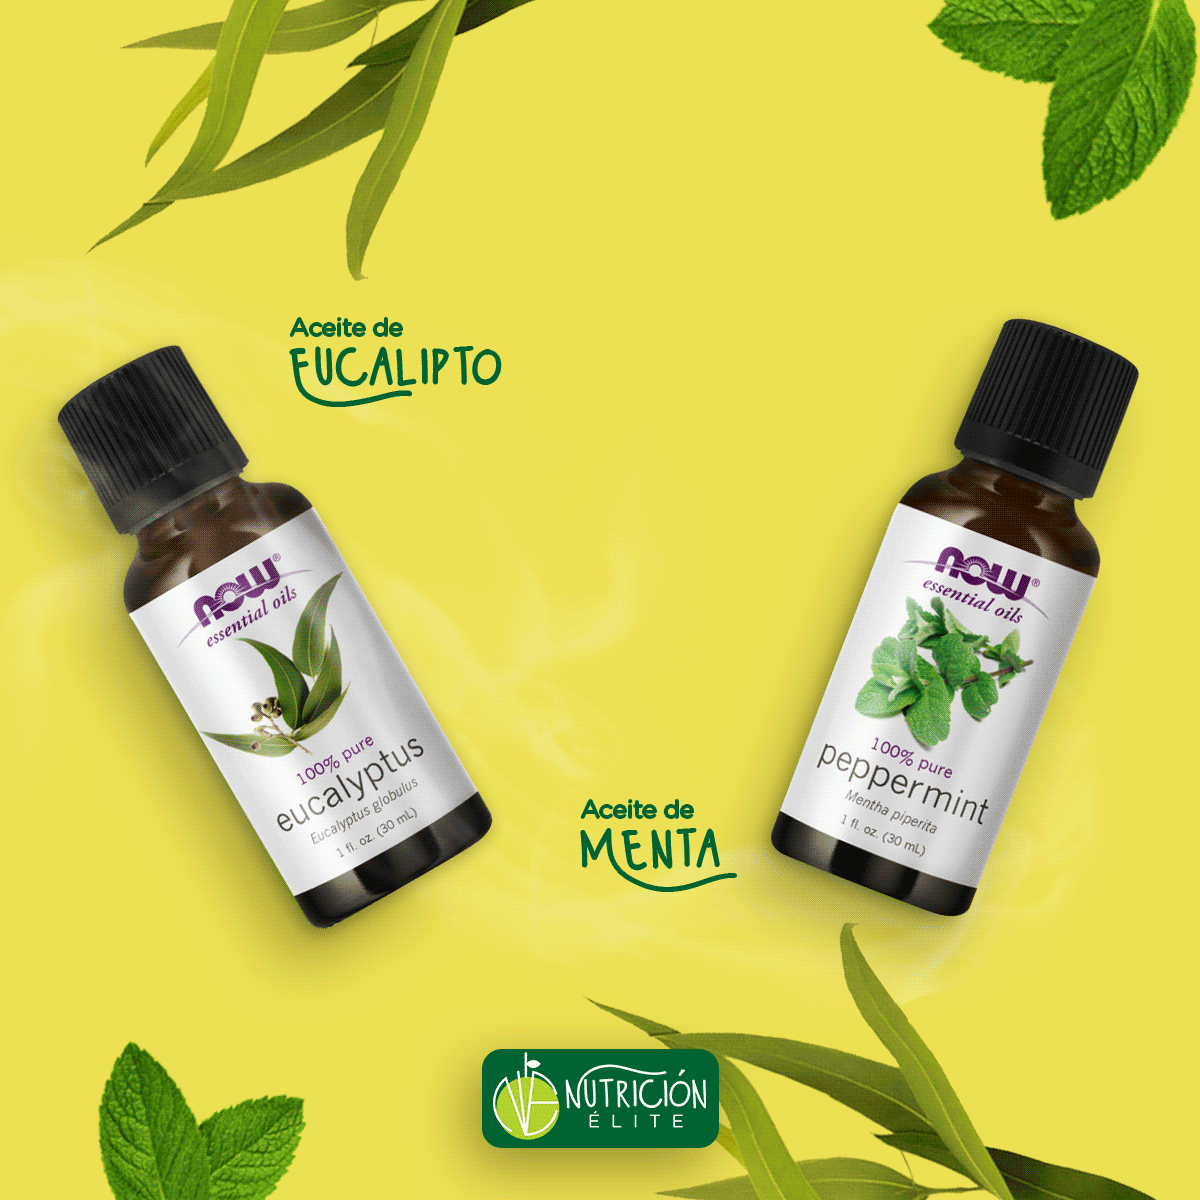 Aceite de
EUCALIPTO
now®
essential oils
100% pure
eucalyptus
Eucalyptus globulus
1 fl. oz. (30 mL)
now®
essential oils
100% pure
peppermint
Mentha piperita
1 fl. oz. (30 mL)
Aceite de
MENTA
NUTRICIÓN
ÉLITE